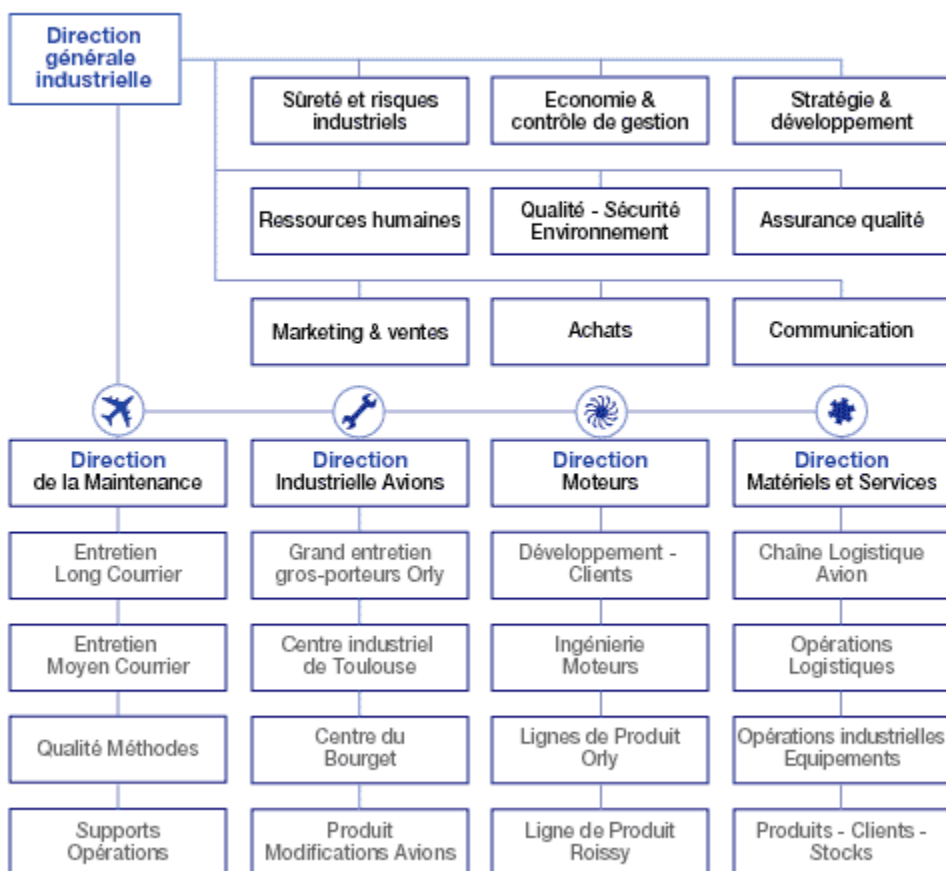 Direction
générale
industrielle
Sûreté et risques
industriels
Economie &
contrôle de gestion
Stratégie &
développement
Ressources humaines
Qualité - Sécurité
Environnement
Assurance qualité
Marketing & ventes
Achats
Communication
Direction
de la Maintenance
Direction
Industrielle Avions
Direction
Moteurs
Direction
Matériels et Services
Entretien
Long Courrier
Grand entretien
gros-porteurs Orly
Développement -
Clients
Chaîne Logistique
Avion
Entretien
Moyen Courrier
Centre industriel
de Toulouse
Ingénierie
Moteurs
Opérations
Logistiques
Qualité Méthodes
Centre du
Bourget
Lignes de Produit
Orly
Opérations industrielles
Equipements
Supports
Opérations
Produit
Modifications Avions
Ligne de Produit
Roissy
Produits - Clients -
Stocks